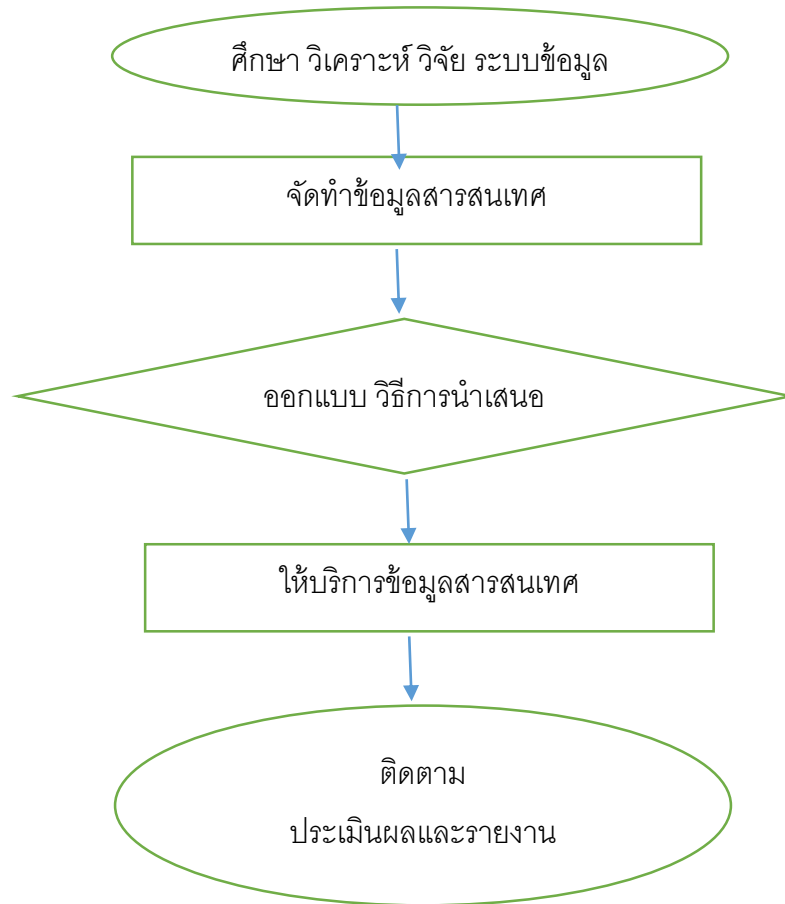 ศึกษา วิเคราะห์ วิจัย ระบบข้อมูล
จัดทำข้อมูลสารสนเทศ
ออกแบบ วิธีการนำเสนอ
ให้บริการข้อมูลสารสนเทศ
ติดตาม
ประเมินผลและรายงาน